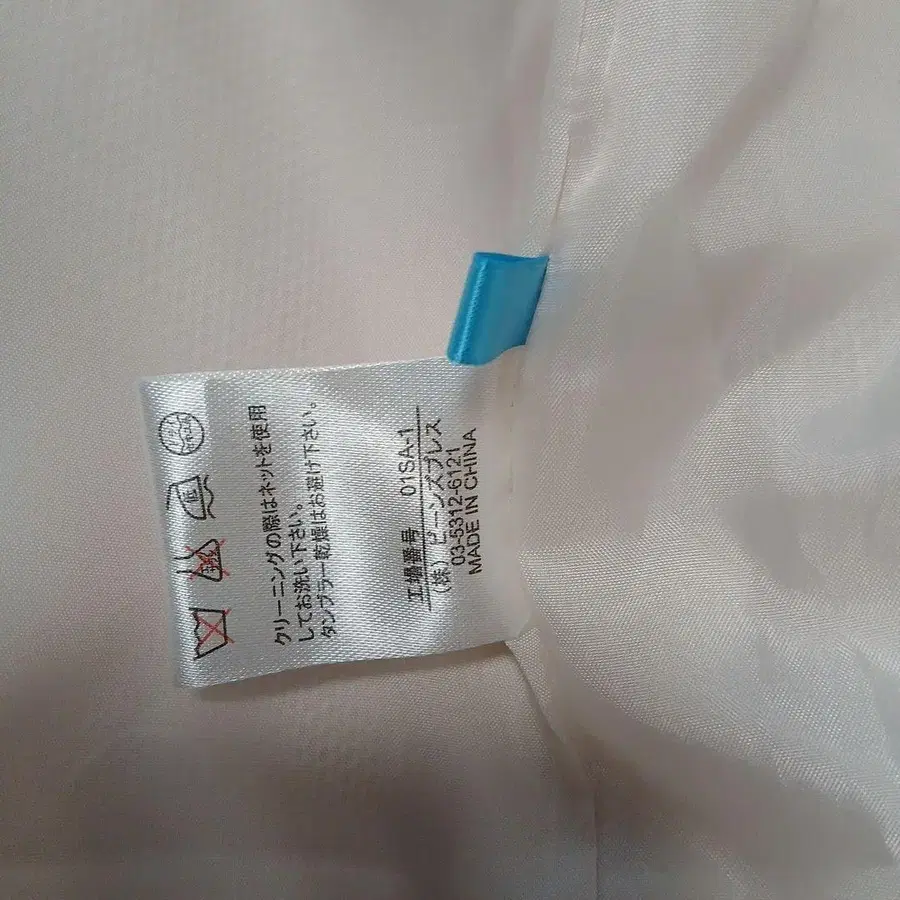 クリーニングの際はネットを使用
してお洗い下さい。
タンブラー乾燥はお避け下さい。
工場番号 01SA-1
(株) ビーンズプレス
03-5312-6121
MADE IN CHINA